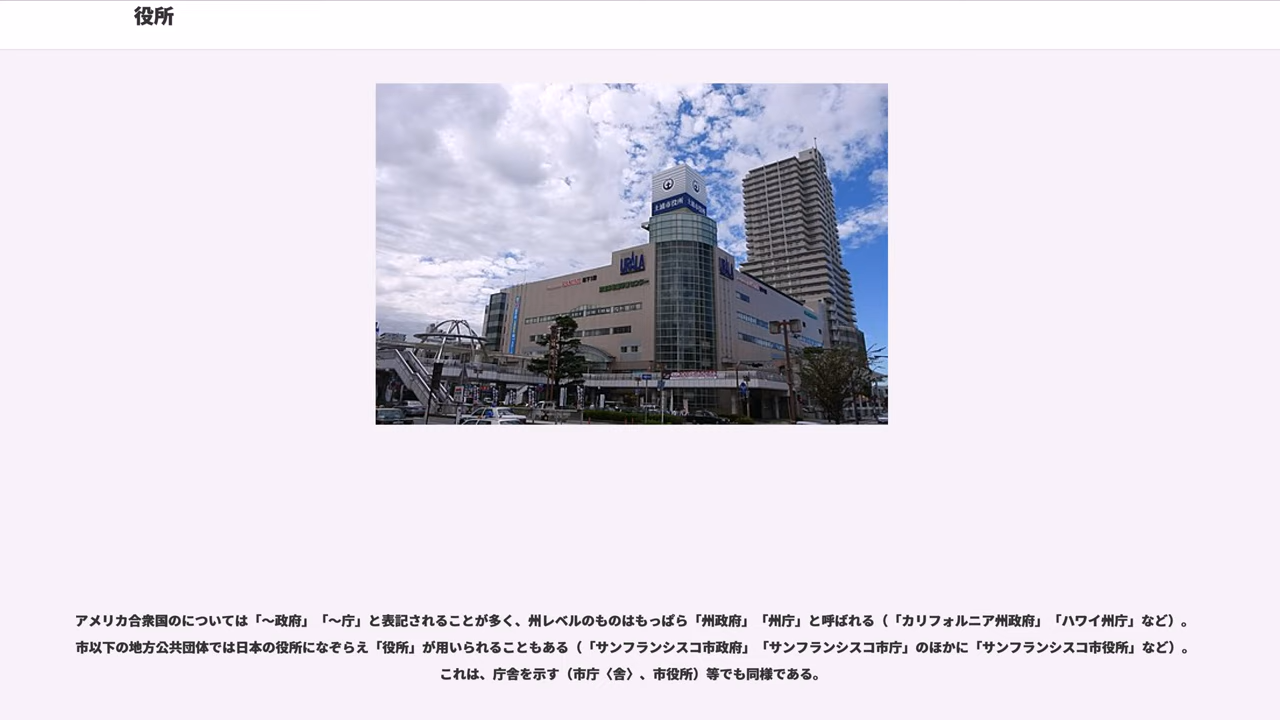 役所
土浦市役所
URALA
アメリカ合衆国のについては「〜政府」「〜庁」と表記されることが多く、州レベルのものはもっぱら「州政府」「州庁」と呼ばれる（「カリフォルニア州政府」「ハワイ州庁」など）。
市以下の地方公共団体では日本の役所になぞらえ「役所」が用いられることもある（「サンフランシスコ市政府」「サンフランシスコ市庁」のほかに「サンフランシスコ市役所」など）。
これは、庁舎を示す（市庁〈舎〉、市役所）等でも同様である。